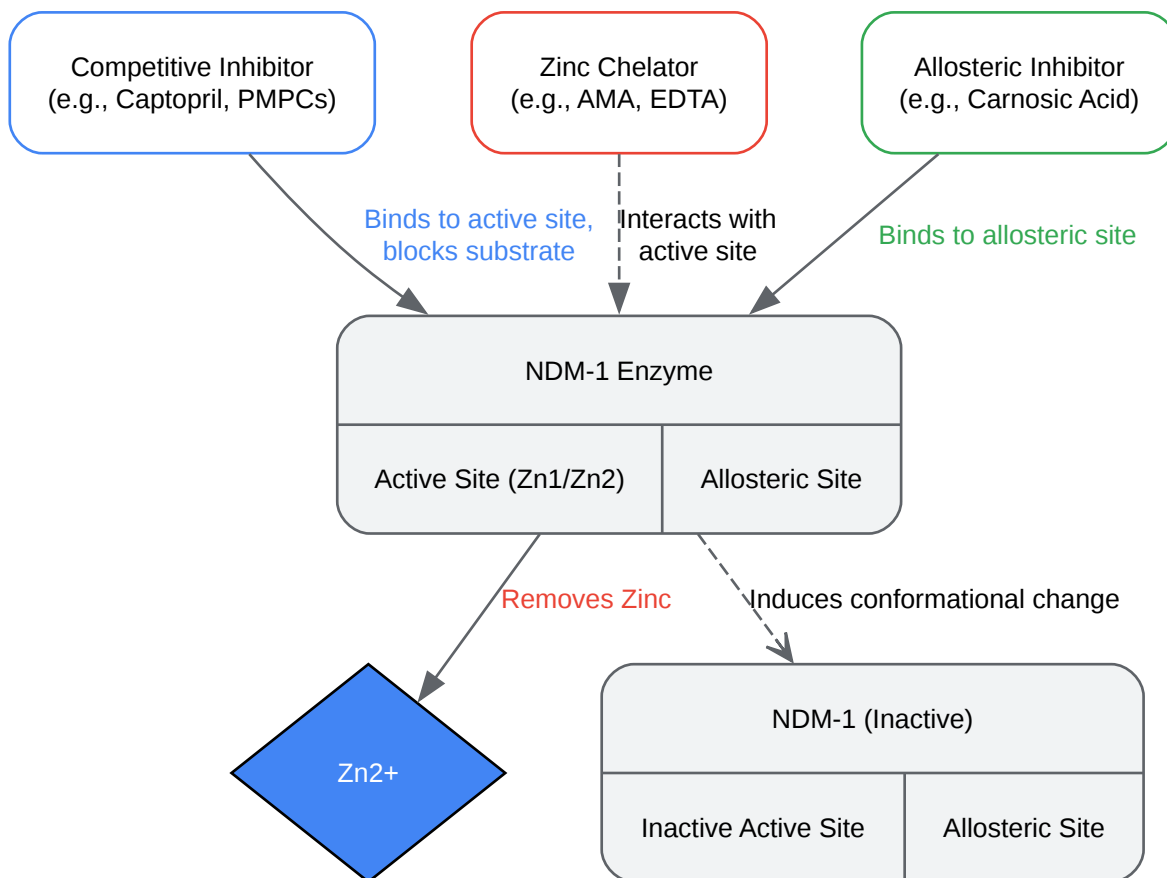 Competitive Inhibitor
(e.g., Captopril, PMPCs)
Zinc Chelator
(e.g., AMA, EDTA)
Allosteric Inhibitor
(e.g., Carnosic Acid)
Binds to active site,
blocks substrate
Interacts with
active site
Binds to allosteric site
NDM-1 Enzyme
Active Site (Zn1/Zn2)
Allosteric Site
Removes Zinc
Induces conformational change
Zn2+
NDM-1 (Inactive)
Inactive Active Site
Allosteric Site